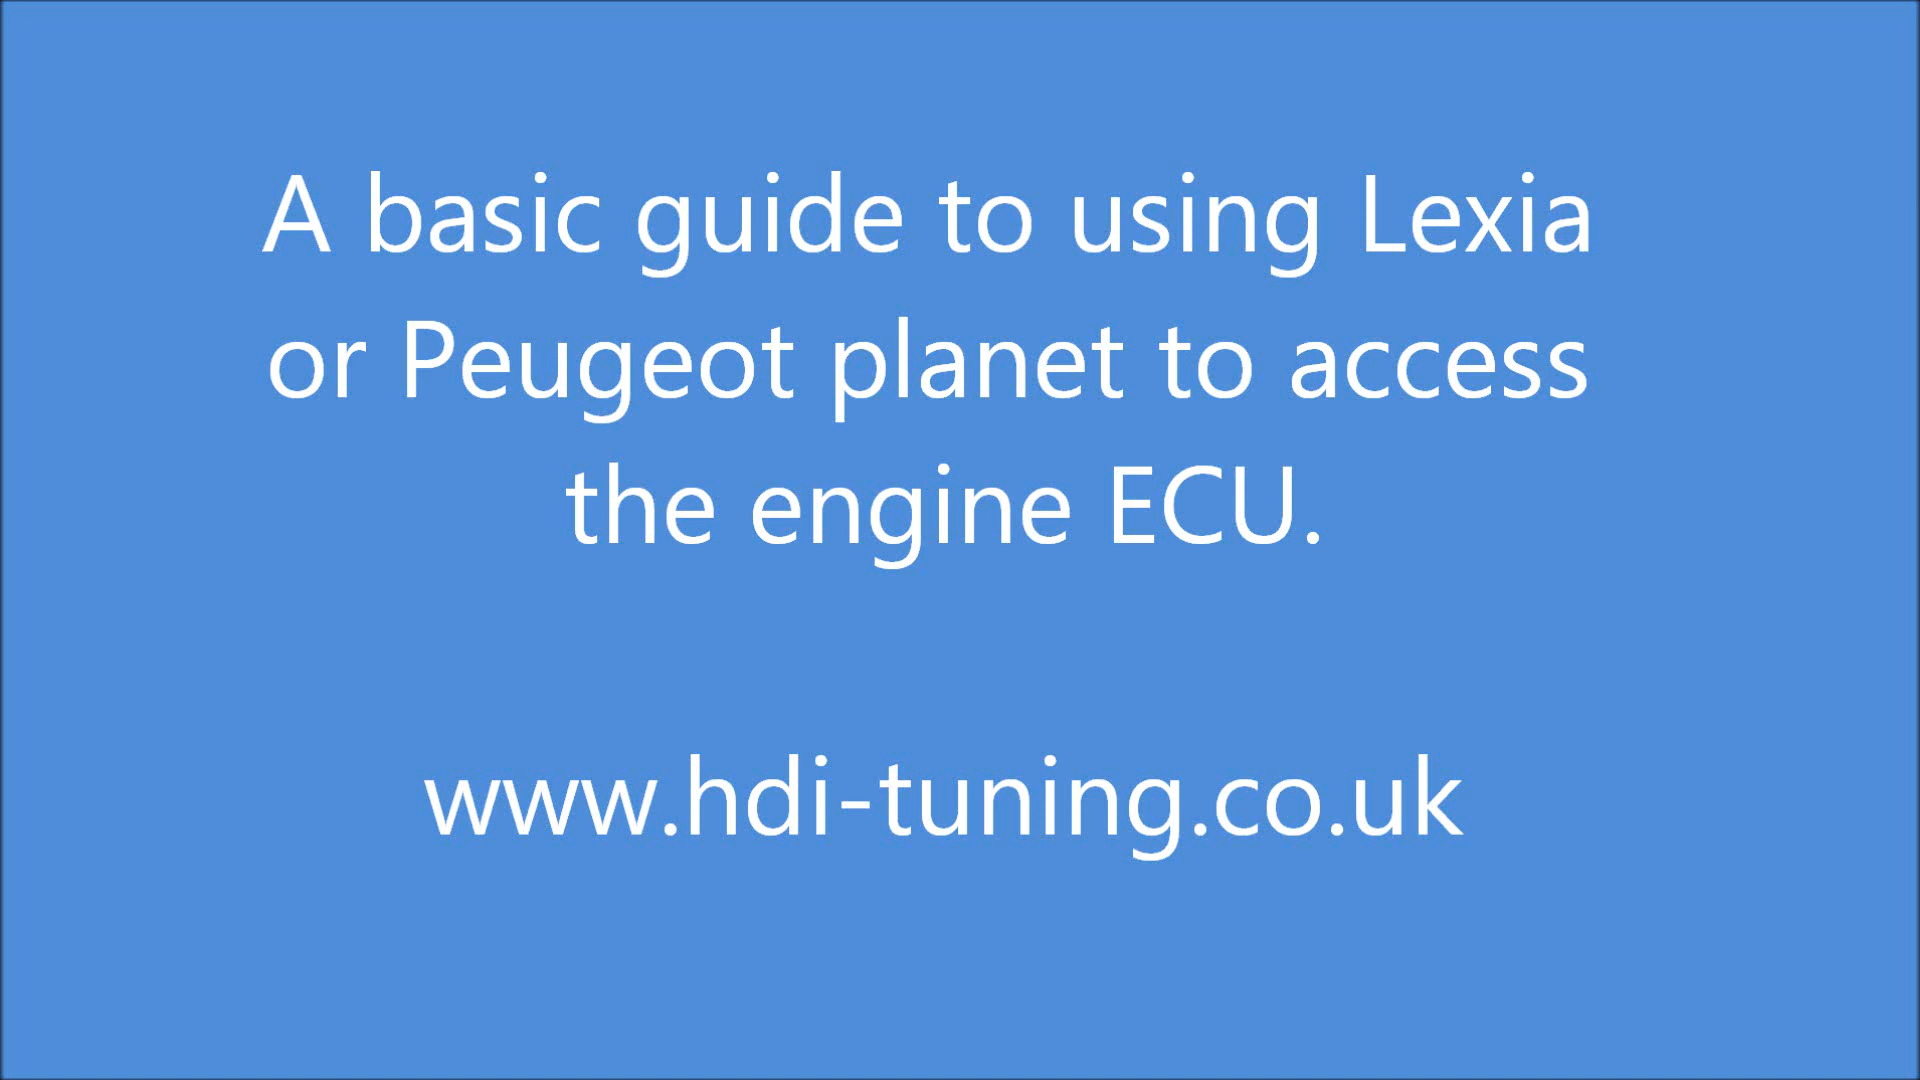 A basic guide to using Lexia
or Peugeot planet to access
the engine ECU.
www.hdi-tuning.co.uk